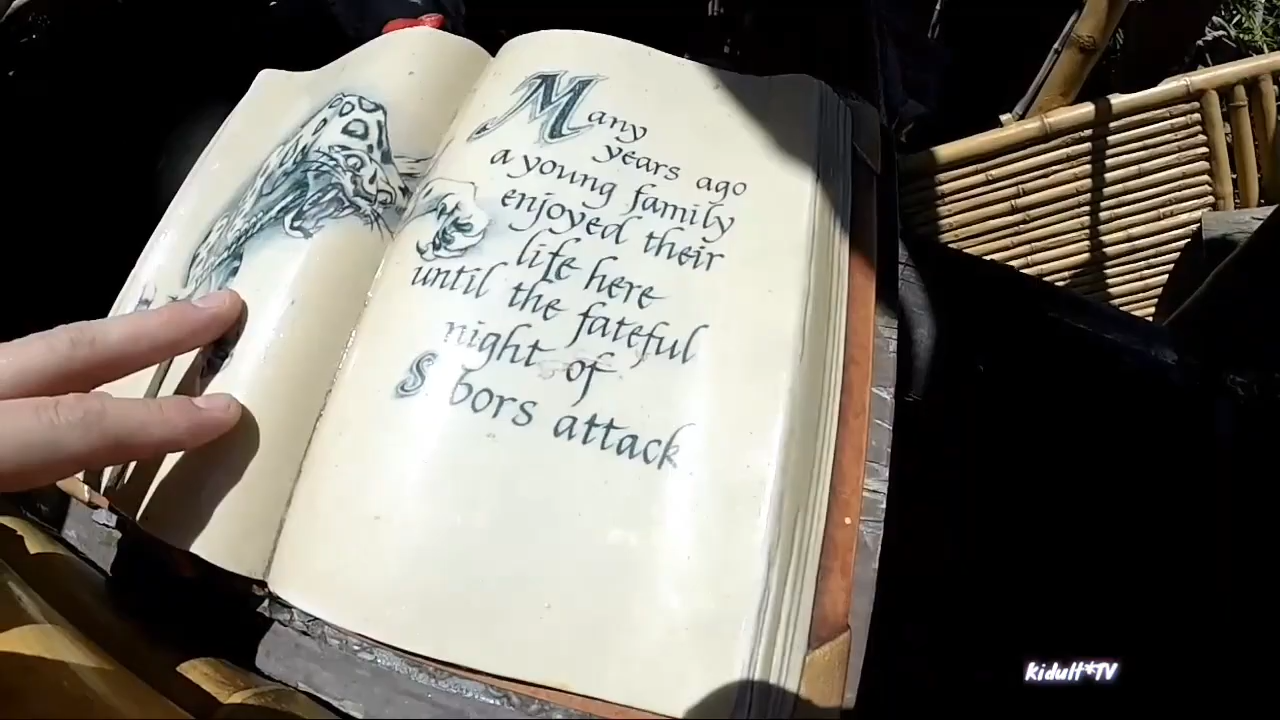 Many
years ago
a young family
enjoyed their
life here
until the fateful
night of
S bors attack
kidult*TV